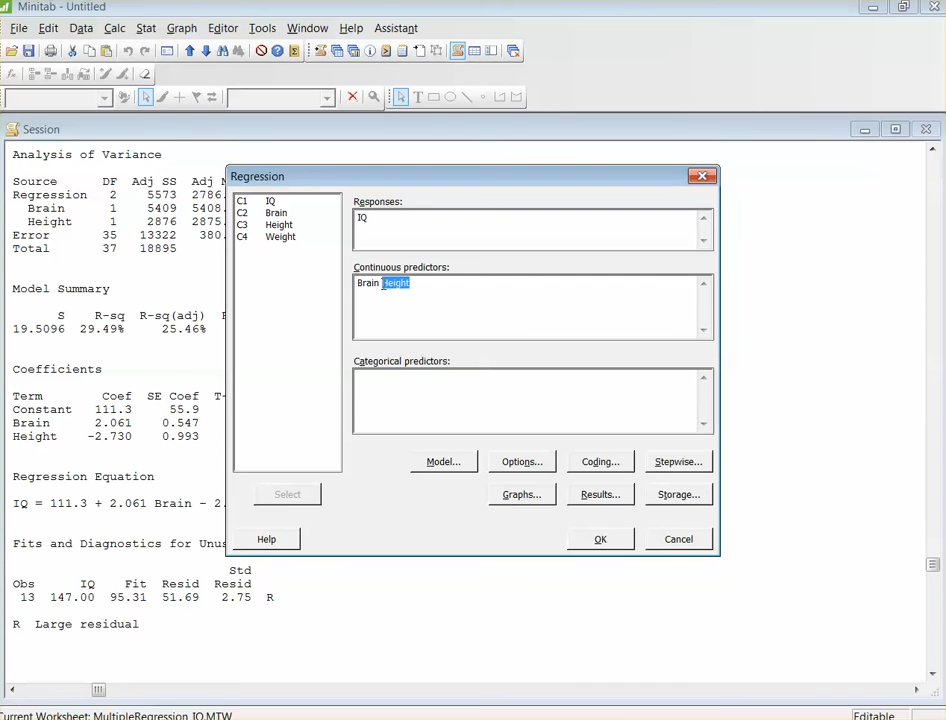 Minitab - Untitled
File Edit Data Calc Stat Graph Editor Tools Window Help Assistant
Session
Analysis of Variance
Source DF Adj SS Adj
Regression 2 5573 2786.
Brain 1 5409 5408.
Height 1 2876 2875.
Error 35 13322 380.
Total 37 18895
Model Summary
S R-sq R-sq(adj)
19.5096 29.49% 25.46%
Coefficients
Term Coef SE Coef T-
Constant 111.3 55.9
Brain 2.061 0.547
Height -2.730 0.993
Regression Equation
IQ = 111.3 + 2.061 Brain - 2.
Fits and Diagnostics for Unus
Std
Obs IQ Fit Resid Resid
13 147.00 95.31 51.69 2.75 R
R Large residual
Regression
C1 IQ
C2 Brain
C3 Height
C4 Weight
Responses:
IQ
Continuous predictors:
Brain Height
Categorical predictors:
Model... Options... Coding... Stepwise...
Select Graphs... Results... Storage...
Help OK Cancel
Current Worksheet: MultipleRegression_IQ.MTW Editable